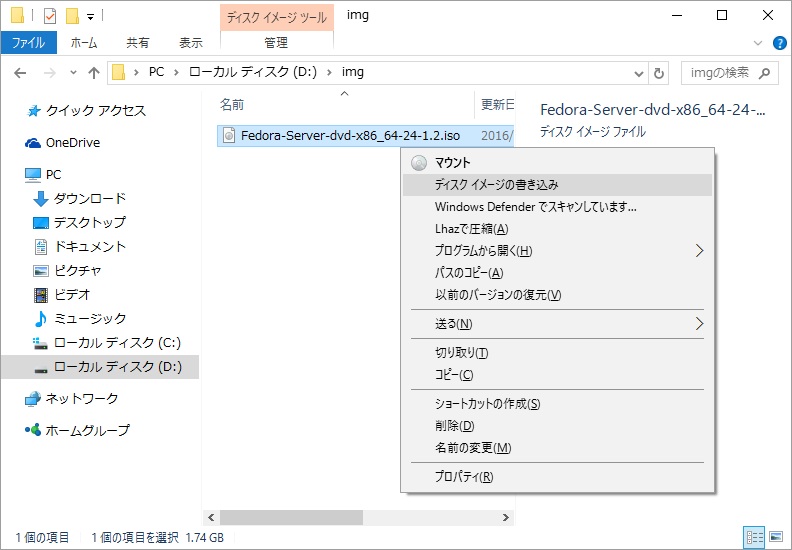 ディスク イメージ ツール
img
ファイル
ホーム
共有
表示
管理
PC
ローカル ディスク (D:)
img
imgの検索
クイック アクセス
OneDrive
PC
ダウンロード
デスクトップ
ドキュメント
ピクチャ
ビデオ
ミュージック
ローカル ディスク (C:)
ローカル ディスク (D:)
ネットワーク
ホームグループ
名前
更新日
Fedora-Server-dvd-x86_64-24-1.2.iso
2016/
Fedora-Server-dvd-x86_64-24-...
ディスク イメージ ファイル
マウント
ディスク イメージの書き込み
Windows Defender でスキャンしています...
Lhazで圧縮(A)
プログラムから開く(H)
パスのコピー(A)
以前のバージョンの復元(V)
送る(N)
切り取り(T)
コピー(C)
ショートカットの作成(S)
削除(D)
名前の変更(M)
プロパティ(R)
1 個の項目
1 個の項目を選択 1.74 GB